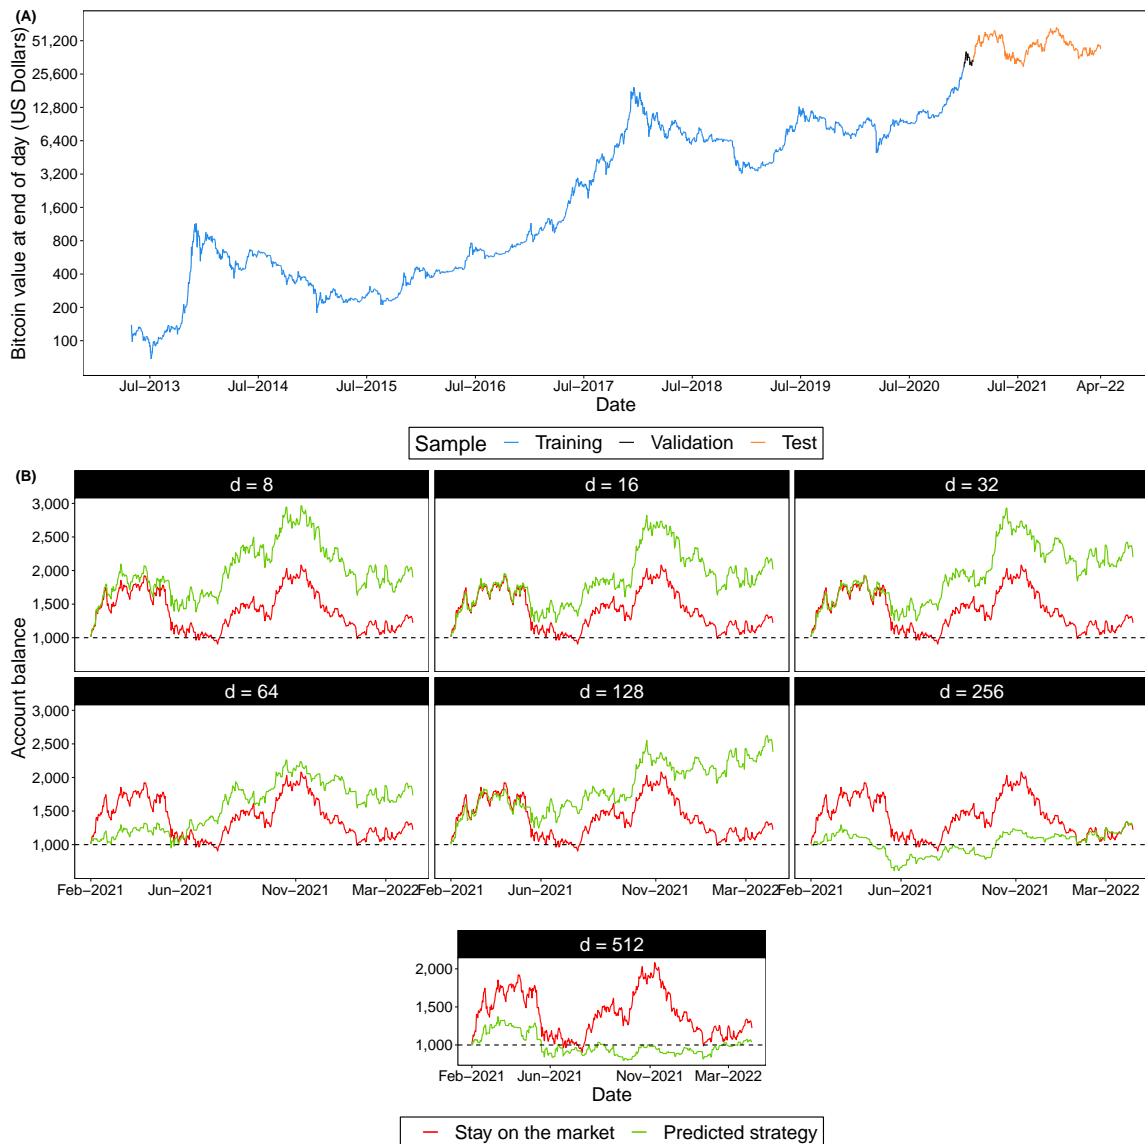 (A)
Bitcoin value at end of day (US Dollars)
51,200
25,600
12,800
6,400
3,200
1,600
800
400
200
100
Jul−2013 Jul−2014 Jul−2015 Jul−2016 Jul−2017 Jul−2018 Jul−2019 Jul−2020 Jul−2021 Apr−22
Date
Sample Training Validation Test
(B)
Account balance
d = 8 d = 16 d = 32
3,000
2,500
2,000
1,500
1,000
d = 64 d = 128 d = 256
3,000
2,500
2,000
1,500
1,000
Feb−2021 Jun−2021 Nov−2021 Mar−2022 Feb−2021 Jun−2021 Nov−2021 Mar−2022 Feb−2021 Jun−2021 Nov−2021 Mar−2022
d = 512
2,000
1,500
1,000
Feb−2021 Jun−2021 Nov−2021 Mar−2022
Date
Stay on the market Predicted strategy